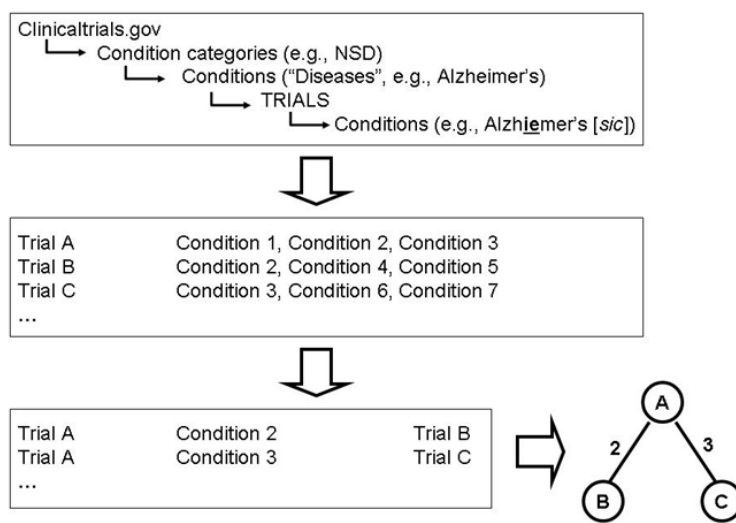 Clinicaltrials.gov
Condition categories (e.g., NSD)
Conditions ("Diseases", e.g., Alzheimer's)
TRIALS
Conditions (e.g., Alzhiemer's [sic])
Trial A Condition 1, Condition 2, Condition 3
Trial B Condition 2, Condition 4, Condition 5
Trial C Condition 3, Condition 6, Condition 7
...
Trial A Condition 2 Trial B
Trial A Condition 3 Trial C
...
A
2 3
B C